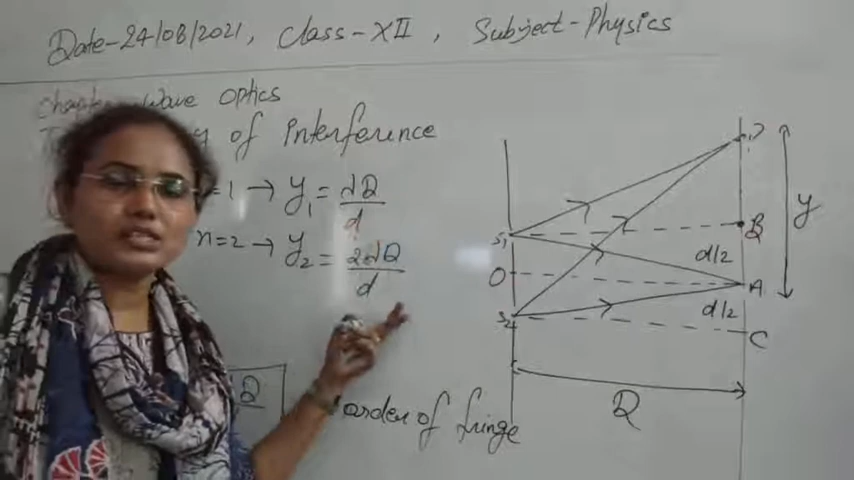 Date-24/08/2021, Class-XII, Subject-Physics
Chapter-Wave Optics
of Interference
n=1 → y₁ = λD/d
n=2 → y₂ = 2λD/d
D
order of fringe
P
S₁
B
y
d/2
O
A
d/2
S₂
C
D